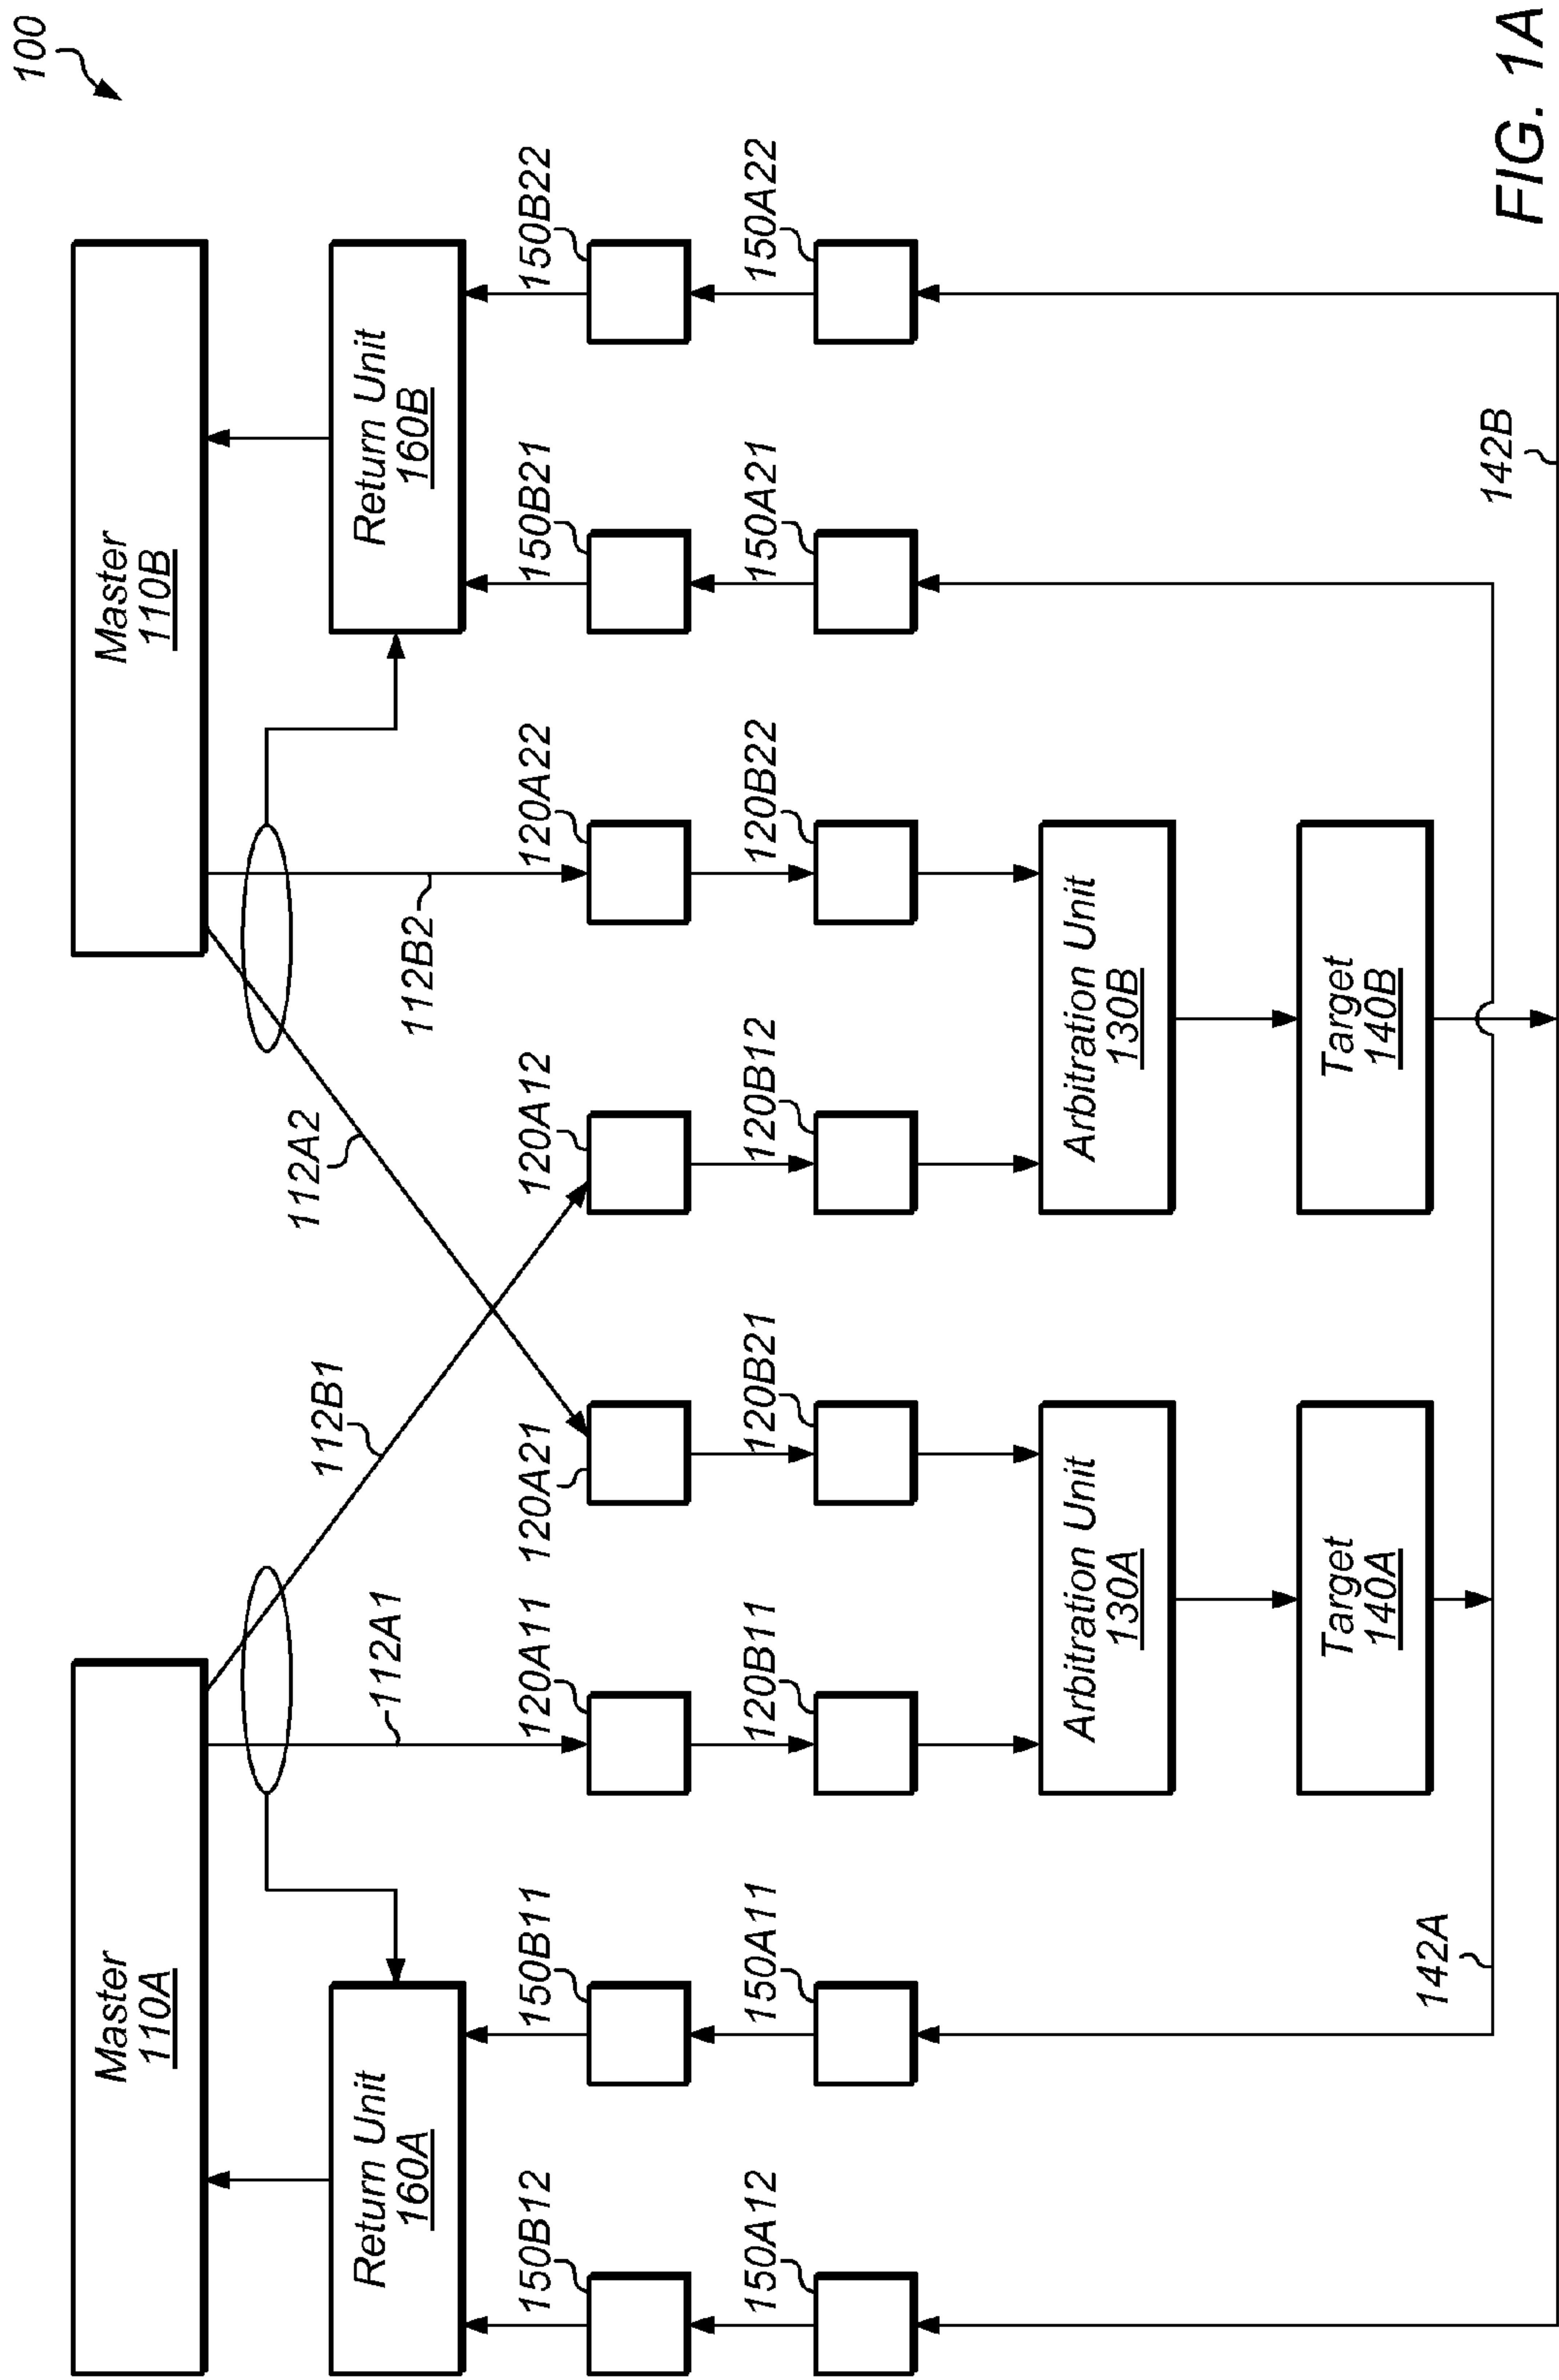 100
Master
110A
Master
110B
112A1
112B1
112A2
112B2
Return Unit
160A
Return Unit
160B
150B12
150B11
120A11
120A21
120A12
120A22
150B21
150B22
150A12
150A11
120B11
120B21
120B12
120B22
150A21
150A22
Arbitration Unit
130A
Arbitration Unit
130B
Target
140A
Target
140B
142A
142B
FIG. 1A